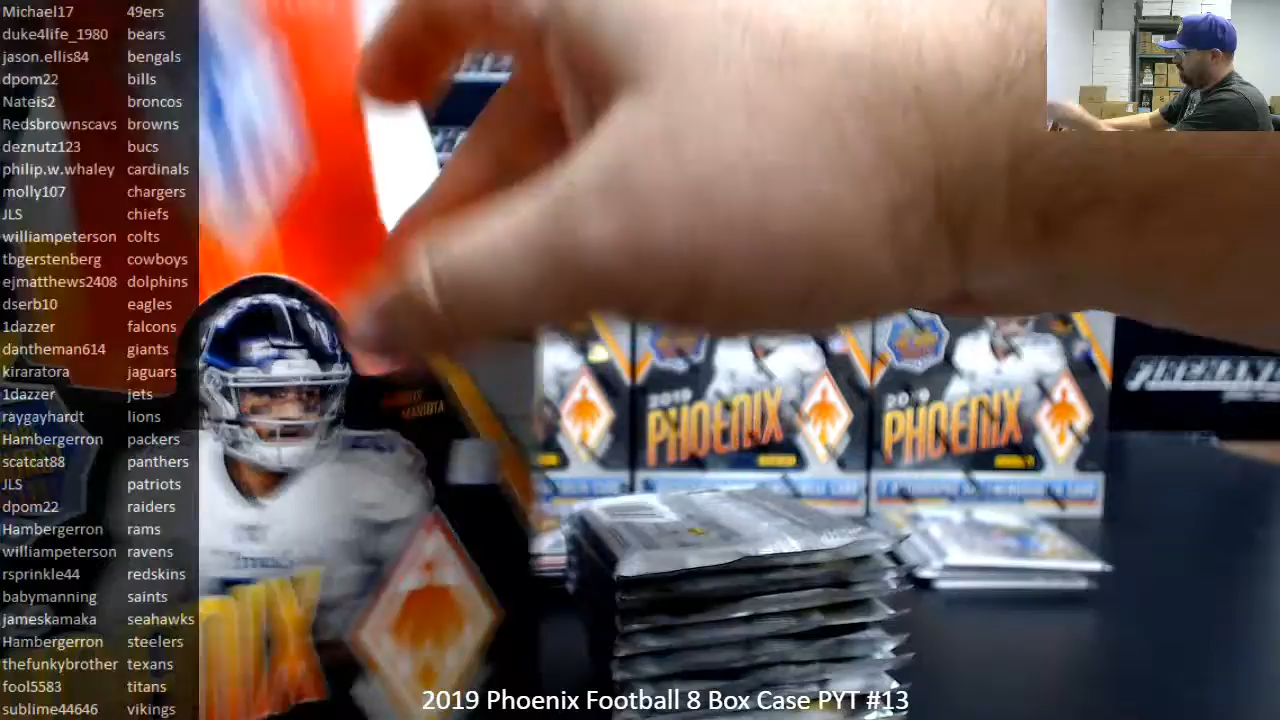 Michael17 49ers
duke4life_1980 bears
jason.ellis84 bengals
dpom22 bills
Nateis2 broncos
Redsbrownscavs browns
deznutz123 bucs
philip.w.whaley cardinals
molly107 chargers
JLS chiefs
williampeterson colts
tbgerstenberg cowboys
ejmatthews2408 dolphins
dserb10 eagles
1dazzer falcons
dantheman614 giants
kiraratora jaguars
1dazzer jets
raygayhardt lions
Hambergerron packers
scatcat88 panthers
JLS patriots
dpom22 raiders
Hambergerron rams
williampeterson ravens
rsprinkle44 redskins
babymanning saints
jameskamaka seahawks
Hambergerron steelers
thefunkybrother texans
fool5583 titans
sublime44646 vikings
MARIOTA
2019
PHOENIX
2019
PHOENIX
2019 Phoenix Football 8 Box Case PYT #13